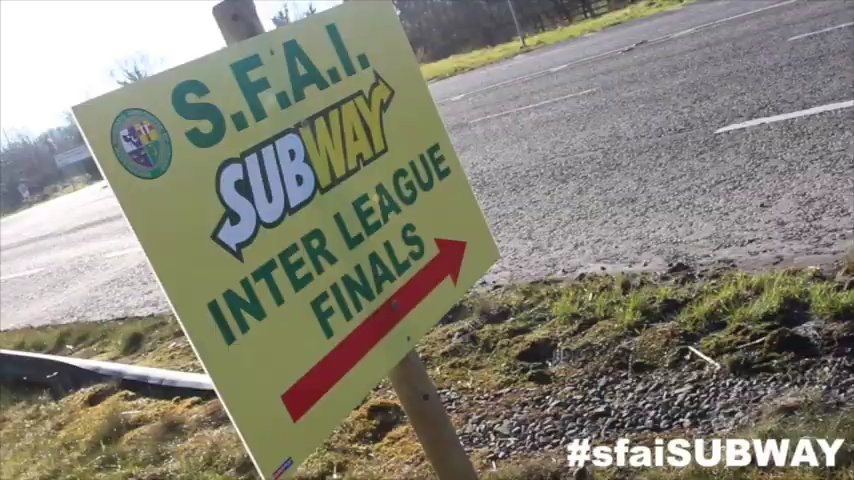 S.F.A.I.
SUBWAY
INTER LEAGUE
FINALS
#sfaiSUBWAY